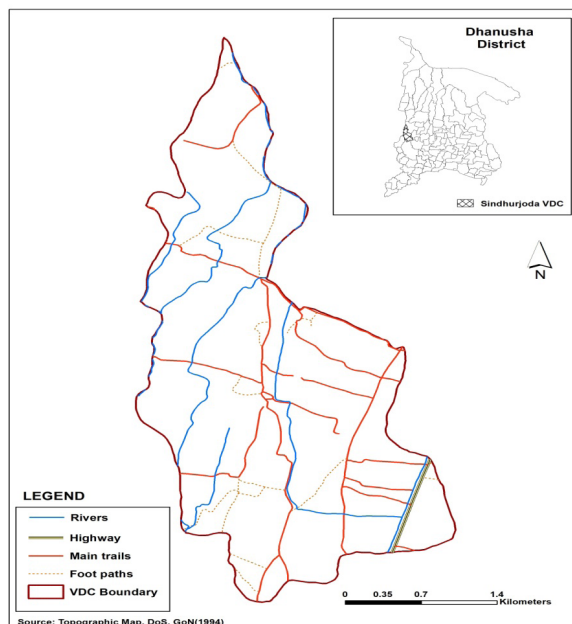 Dhanusha
District
Sindhurjoda VDC
N
LEGEND
Rivers
Highway
Main trails
Foot paths
VDC Boundary
0 0.35 0.7 1.4
Kilometers
Source: Topographic Map, DoS, GoN(1994)